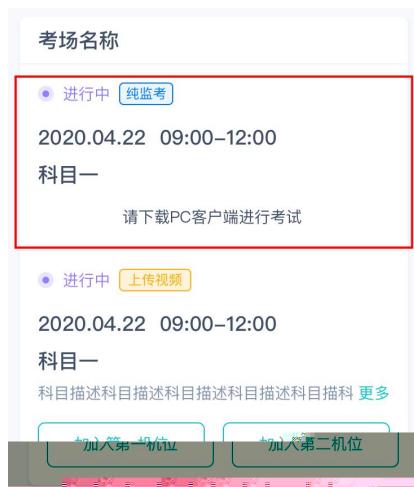 考场名称
进行中 纯监考
2020.04.22 09:00-12:00
科目一
请下载PC客户端进行考试
进行中 上传视频
2020.04.22 09:00-12:00
科目一
科目描述科目描述科目描述科目描述科目描科 更多
加入第一机位 加入第二机位